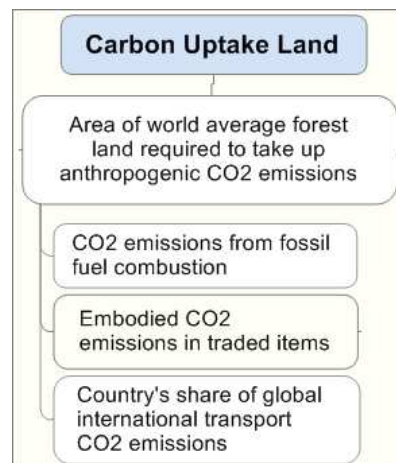 Carbon Uptake Land
Area of world average forest
land required to take up
anthropogenic CO2 emissions
CO2 emissions from fossil
fuel combustion
Embodied CO2
emissions in traded items
Country's share of global
international transport
CO2 emissions